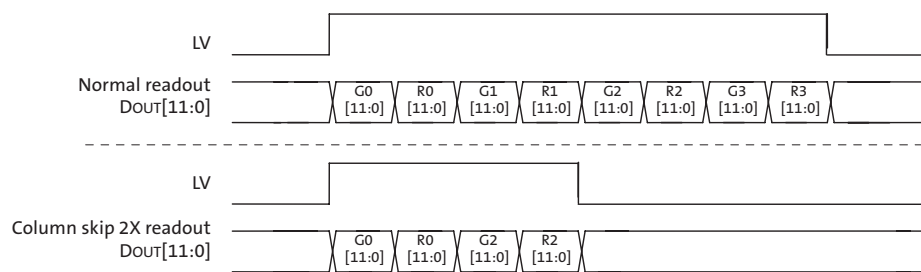 LV
Normal readout
DOUT[11:0]
G0 R0 G1 R1 G2 R2 G3 R3
[11:0] [11:0] [11:0] [11:0] [11:0] [11:0] [11:0] [11:0]
LV
Column skip 2X readout
DOUT[11:0]
G0 R0 G2 R2
[11:0] [11:0] [11:0] [11:0]